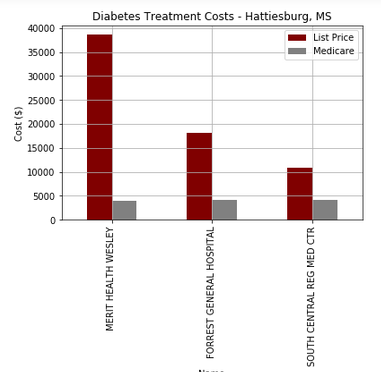 Diabetes Treatment Costs - Hattiesburg, MS
List Price
Medicare
Cost ($)
40000
35000
30000
25000
20000
15000
10000
5000
0
MERIT HEALTH WESLEY
FORREST GENERAL HOSPITAL
SOUTH CENTRAL REG MED CTR